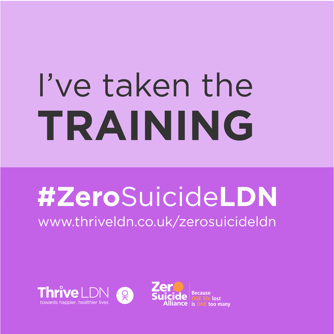 I've taken the
TRAINING
#ZeroSuicideLDN
www.thriveldn.co.uk/zerosuicideldn
Thrive LDN
towards happier, healthier lives
Zero
Suicide
Alliance
Because
ONE life lost
is ONE too many